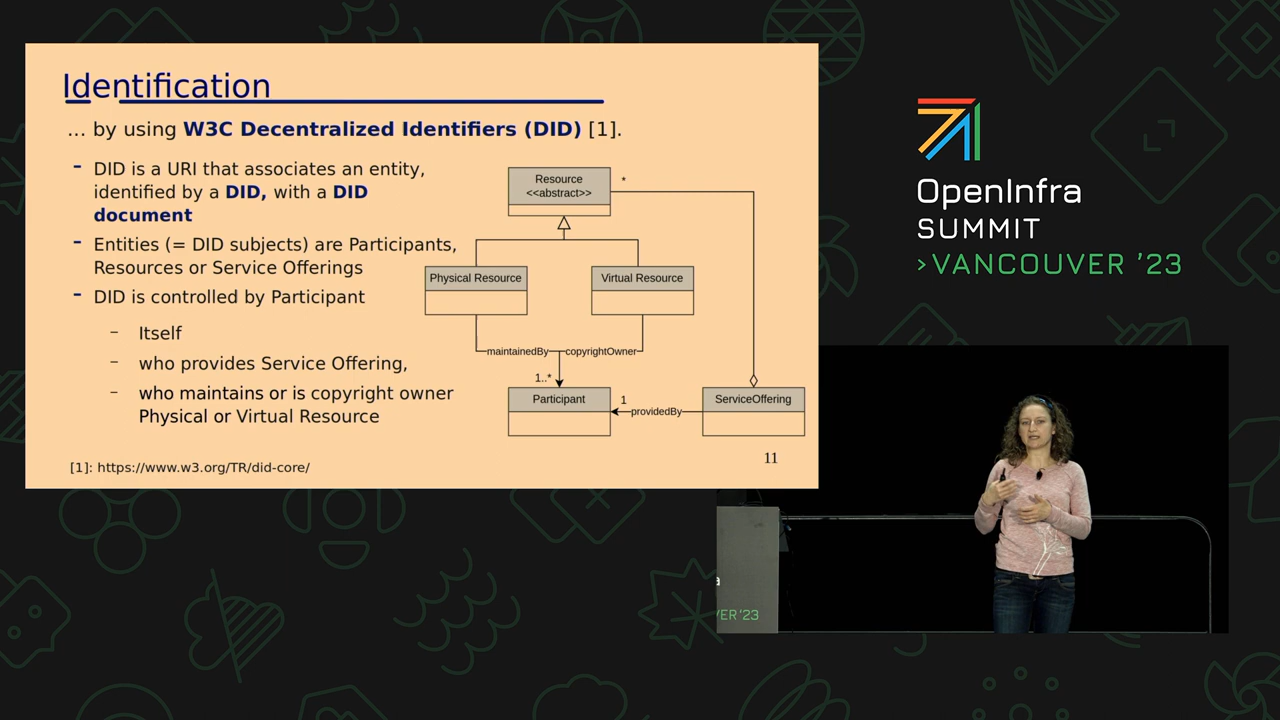 Identification
... by using W3C Decentralized Identifiers (DID) [1].
- DID is a URI that associates an entity,
identified by a DID, with a DID
document
- Entities (= DID subjects) are Participants,
Resources or Service Offerings
- DID is controlled by Participant
– Itself
– who provides Service Offering,
– who maintains or is copyright owner
Physical or Virtual Resource
[1]: https://www.w3.org/TR/did-core/
Resource
<<abstract>>
*
Physical Resource
Virtual Resource
maintainedBy
copyrightOwner
1..*
Participant
1
providedBy
ServiceOffering
11
OpenInfra
SUMMIT
>VANCOUVER '23
a
VER '23